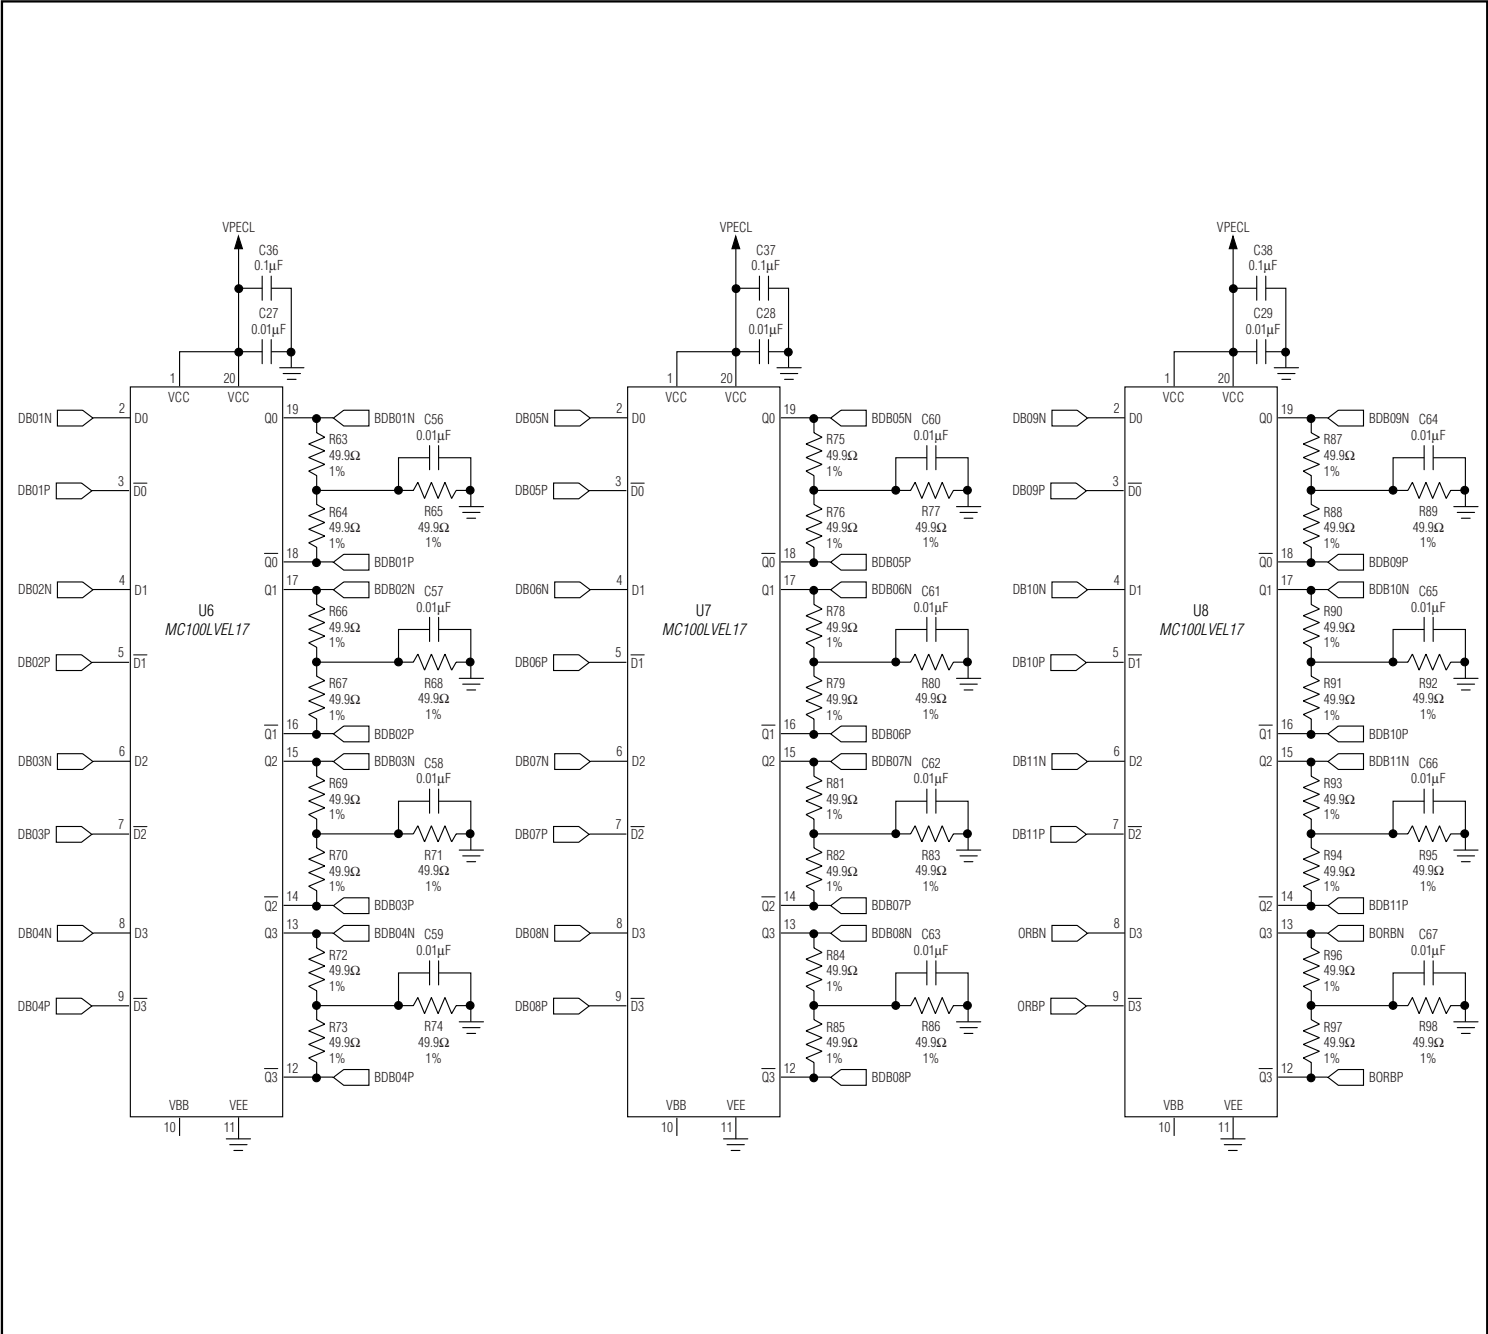 VPECL
C36
0.1µF
C27
0.01µF
1
20
VCC
VCC
DB01N
2
D0
DB01P
3
D0
DB02N
4
D1
DB02P
5
D1
DB03N
6
D2
DB03P
7
D2
DB04N
8
D3
DB04P
9
D3
U6
MC100LVEL17
Q0
19
BDB01N
C56
0.01µF
R63
49.9Ω
1%
R64
49.9Ω
1%
R65
49.9Ω
1%
Q0
18
BDB01P
Q1
17
BDB02N
C57
0.01µF
R66
49.9Ω
1%
R67
49.9Ω
1%
R68
49.9Ω
1%
Q1
16
BDB02P
Q2
15
BDB03N
C58
0.01µF
R69
49.9Ω
1%
R70
49.9Ω
1%
R71
49.9Ω
1%
Q2
14
BDB03P
Q3
13
BDB04N
C59
0.01µF
R72
49.9Ω
1%
R73
49.9Ω
1%
R74
49.9Ω
1%
Q3
12
BDB04P
VBB
VEE
10
11
VPECL
C37
0.1µF
C28
0.01µF
1
20
VCC
VCC
DB05N
2
D0
DB05P
3
D0
DB06N
4
D1
DB06P
5
D1
DB07N
6
D2
DB07P
7
D2
DB08N
8
D3
DB08P
9
D3
U7
MC100LVEL17
Q0
19
BDB05N
C60
0.01µF
R75
49.9Ω
1%
R76
49.9Ω
1%
R77
49.9Ω
1%
Q0
18
BDB05P
Q1
17
BDB06N
C61
0.01µF
R78
49.9Ω
1%
R79
49.9Ω
1%
R80
49.9Ω
1%
Q1
16
BDB06P
Q2
15
BDB07N
C62
0.01µF
R81
49.9Ω
1%
R82
49.9Ω
1%
R83
49.9Ω
1%
Q2
14
BDB07P
Q3
13
BDB08N
C63
0.01µF
R84
49.9Ω
1%
R85
49.9Ω
1%
R86
49.9Ω
1%
Q3
12
BDB08P
VBB
VEE
10
11
VPECL
C38
0.1µF
C29
0.01µF
1
20
VCC
VCC
DB09N
2
D0
DB09P
3
D0
DB10N
4
D1
DB10P
5
D1
DB11N
6
D2
DB11P
7
D2
ORBN
8
D3
ORBP
9
D3
U8
MC100LVEL17
Q0
19
BDB09N
C64
0.01µF
R87
49.9Ω
1%
R88
49.9Ω
1%
R89
49.9Ω
1%
Q0
18
BDB09P
Q1
17
BDB10N
C65
0.01µF
R90
49.9Ω
1%
R91
49.9Ω
1%
R92
49.9Ω
1%
Q1
16
BDB10P
Q2
15
BDB11N
C66
0.01µF
R93
49.9Ω
1%
R94
49.9Ω
1%
R95
49.9Ω
1%
Q2
14
BDB11P
Q3
13
BORBN
C67
0.01µF
R96
49.9Ω
1%
R97
49.9Ω
1%
R98
49.9Ω
1%
Q3
12
BORBP
VBB
VEE
10
11